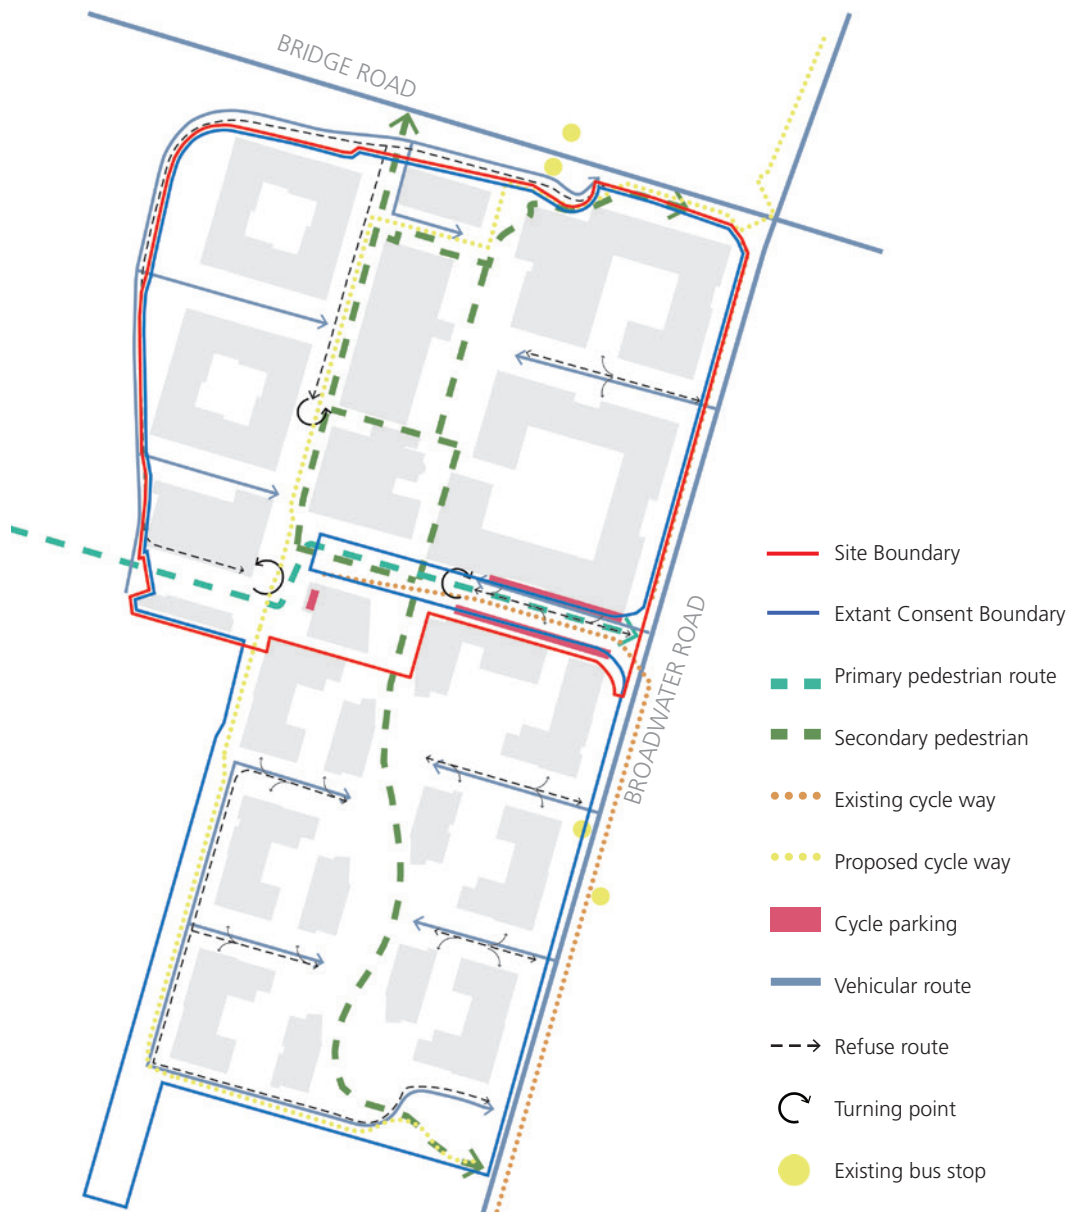 BRIDGE ROAD
BROADWATER ROAD
Site Boundary
Extant Consent Boundary
Primary pedestrian route
Secondary pedestrian
Existing cycle way
Proposed cycle way
Cycle parking
Vehicular route
Refuse route
Turning point
Existing bus stop